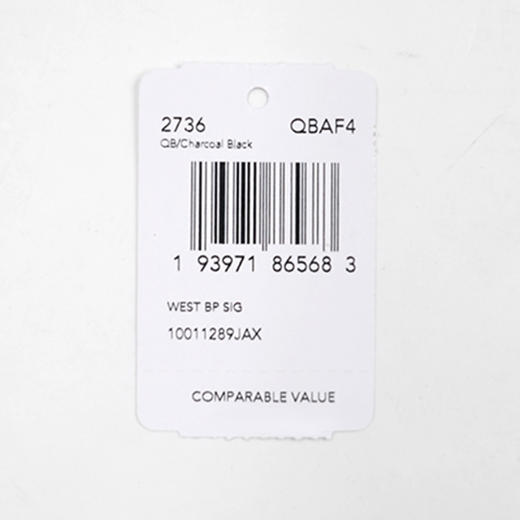 2736 QBAF4
QB/Charcoal Black
1 93971 86568 3
WEST BP SIG
10011289JAX
COMPARABLE VALUE